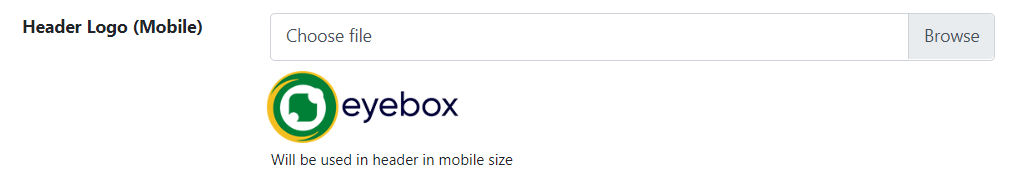 Header Logo (Mobile)
Choose file
Browse
eyebox
Will be used in header in mobile size